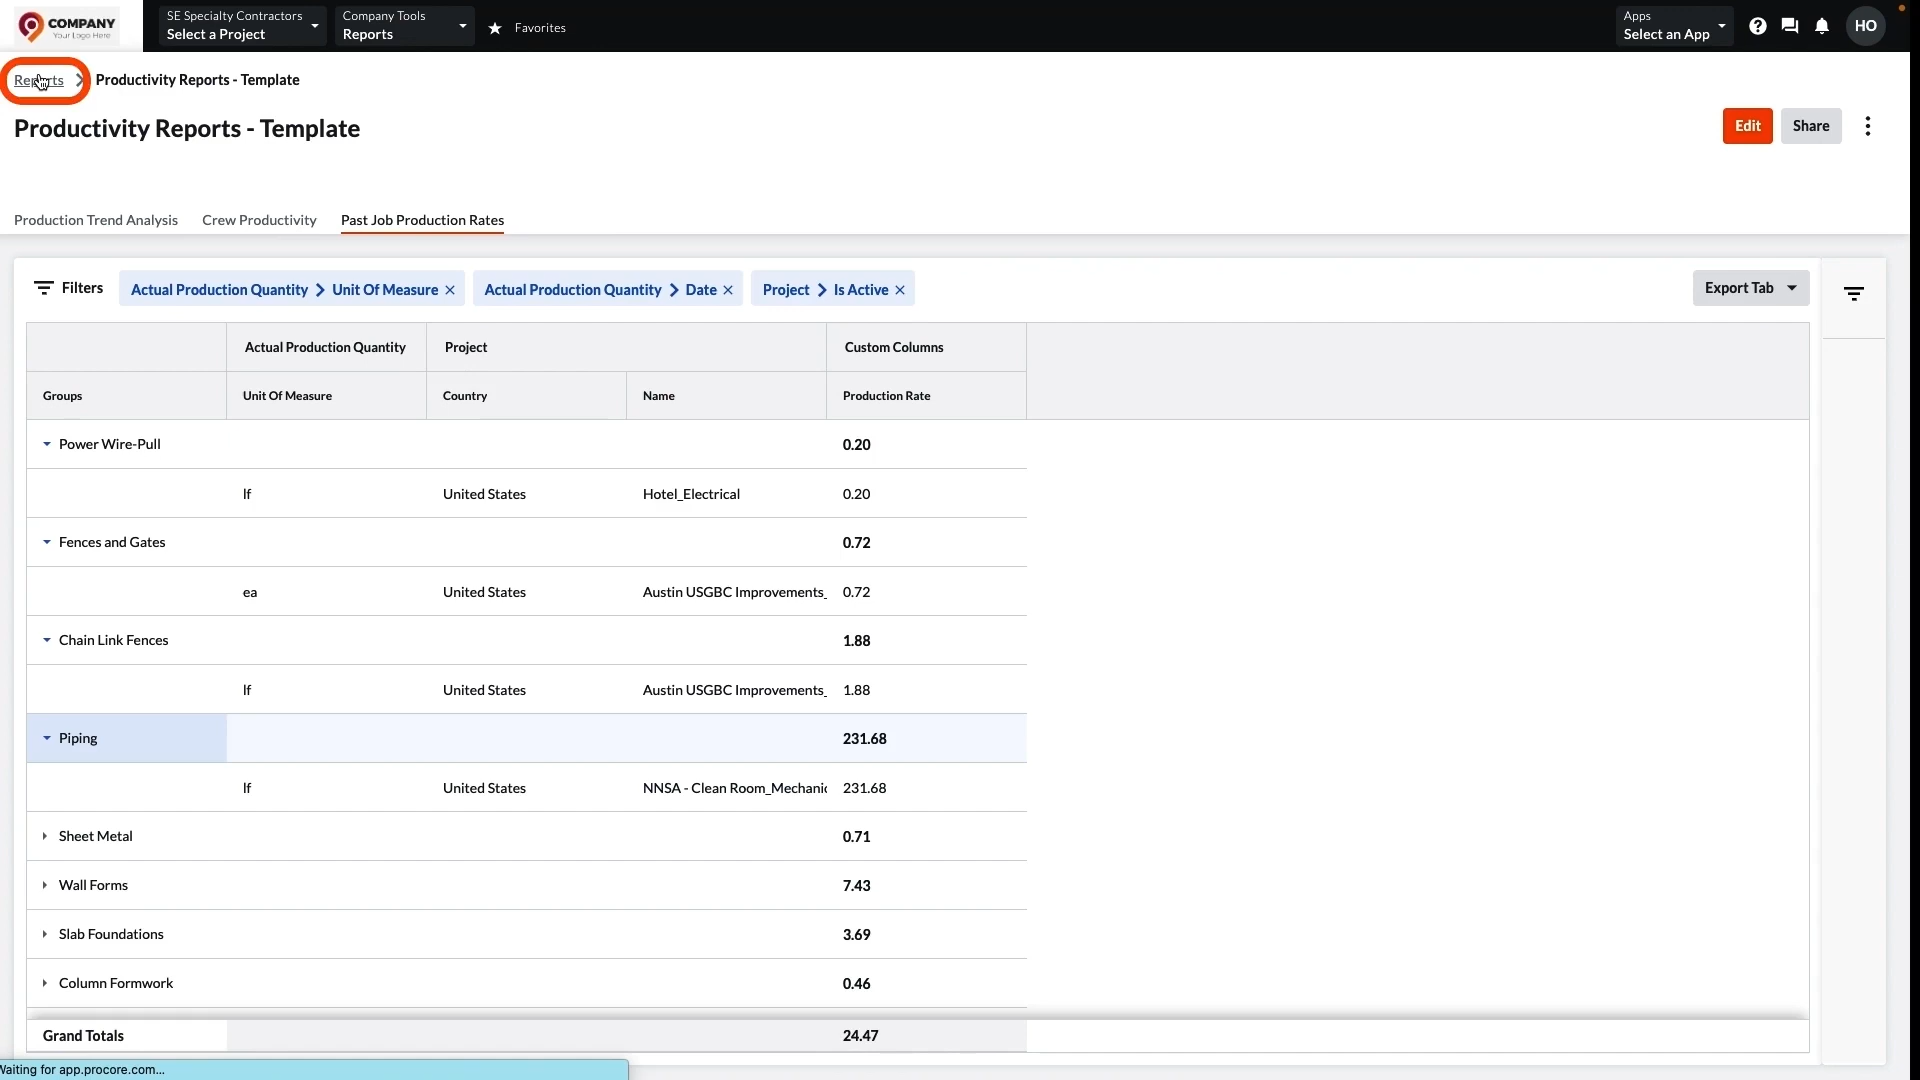 COMPANY
Your Logo Here
SE Specialty Contractors
Select a Project
Company Tools
Reports
Favorites
Apps
Select an App
HO
Reports
Productivity Reports - Template
Productivity Reports - Template
Edit
Share
Production Trend Analysis
Crew Productivity
Past Job Production Rates
Filters
Actual Production Quantity > Unit Of Measure ×
Actual Production Quantity > Date ×
Project > Is Active ×
Export Tab
Actual Production Quantity
Project
Custom Columns
Groups
Unit Of Measure
Country
Name
Production Rate
Power Wire-Pull
0.20
lf
United States
Hotel_Electrical
0.20
Fences and Gates
0.72
ea
United States
Austin USGBC Improvements_
0.72
Chain Link Fences
1.88
lf
United States
Austin USGBC Improvements_
1.88
Piping
231.68
lf
United States
NNSA - Clean Room_Mechanic
231.68
Sheet Metal
0.71
Wall Forms
7.43
Slab Foundations
3.69
Column Formwork
0.46
Grand Totals
24.47
Waiting for app.procore.com...